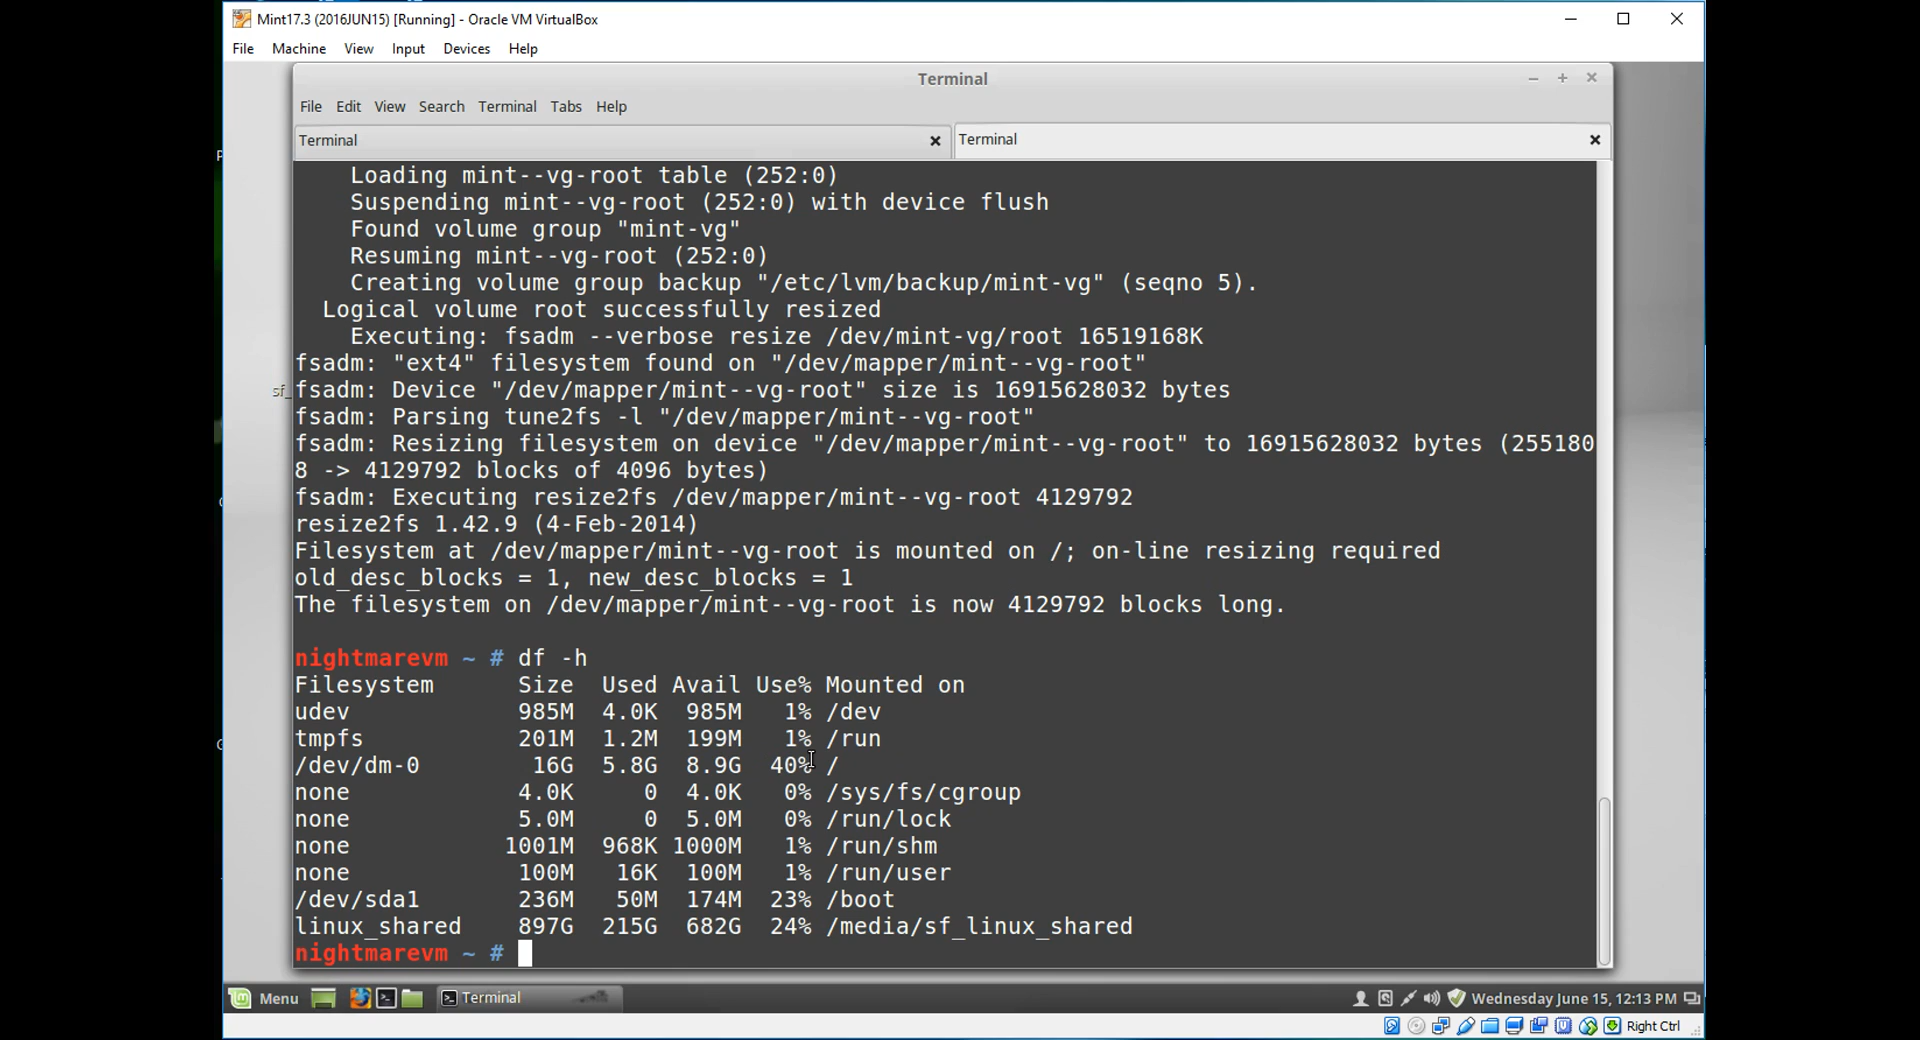 Mint17.3 (2016JUN15) [Running] - Oracle VM VirtualBox
File Machine View Input Devices Help
Terminal
File Edit View Search Terminal Tabs Help
Terminal
Terminal
Loading mint--vg-root table (252:0)
Suspending mint--vg-root (252:0) with device flush
Found volume group "mint-vg"
Resuming mint--vg-root (252:0)
Creating volume group backup "/etc/lvm/backup/mint-vg" (seqno 5).
Logical volume root successfully resized
Executing: fsadm --verbose resize /dev/mint-vg/root 16519168K
fsadm: "ext4" filesystem found on "/dev/mapper/mint--vg-root"
fsadm: Device "/dev/mapper/mint--vg-root" size is 16915628032 bytes
fsadm: Parsing tune2fs -l "/dev/mapper/mint--vg-root"
fsadm: Resizing filesystem on device "/dev/mapper/mint--vg-root" to 16915628032 bytes (255180
8 -> 4129792 blocks of 4096 bytes)
fsadm: Executing resize2fs /dev/mapper/mint--vg-root 4129792
resize2fs 1.42.9 (4-Feb-2014)
Filesystem at /dev/mapper/mint--vg-root is mounted on /; on-line resizing required
old_desc_blocks = 1, new_desc_blocks = 1
The filesystem on /dev/mapper/mint--vg-root is now 4129792 blocks long.
nightmarevm ~ # df -h
Filesystem Size Used Avail Use% Mounted on
udev 985M 4.0K 985M 1% /dev
tmpfs 201M 1.2M 199M 1% /run
/dev/dm-0 16G 5.8G 8.9G 40% /
none 4.0K 0 4.0K 0% /sys/fs/cgroup
none 5.0M 0 5.0M 0% /run/lock
none 1001M 968K 1000M 1% /run/shm
none 100M 16K 100M 1% /run/user
/dev/sda1 236M 50M 174M 23% /boot
linux_shared 897G 215G 682G 24% /media/sf_linux_shared
nightmarevm ~ #
sf_
Menu Terminal Wednesday June 15, 12:13 PM
Right Ctrl